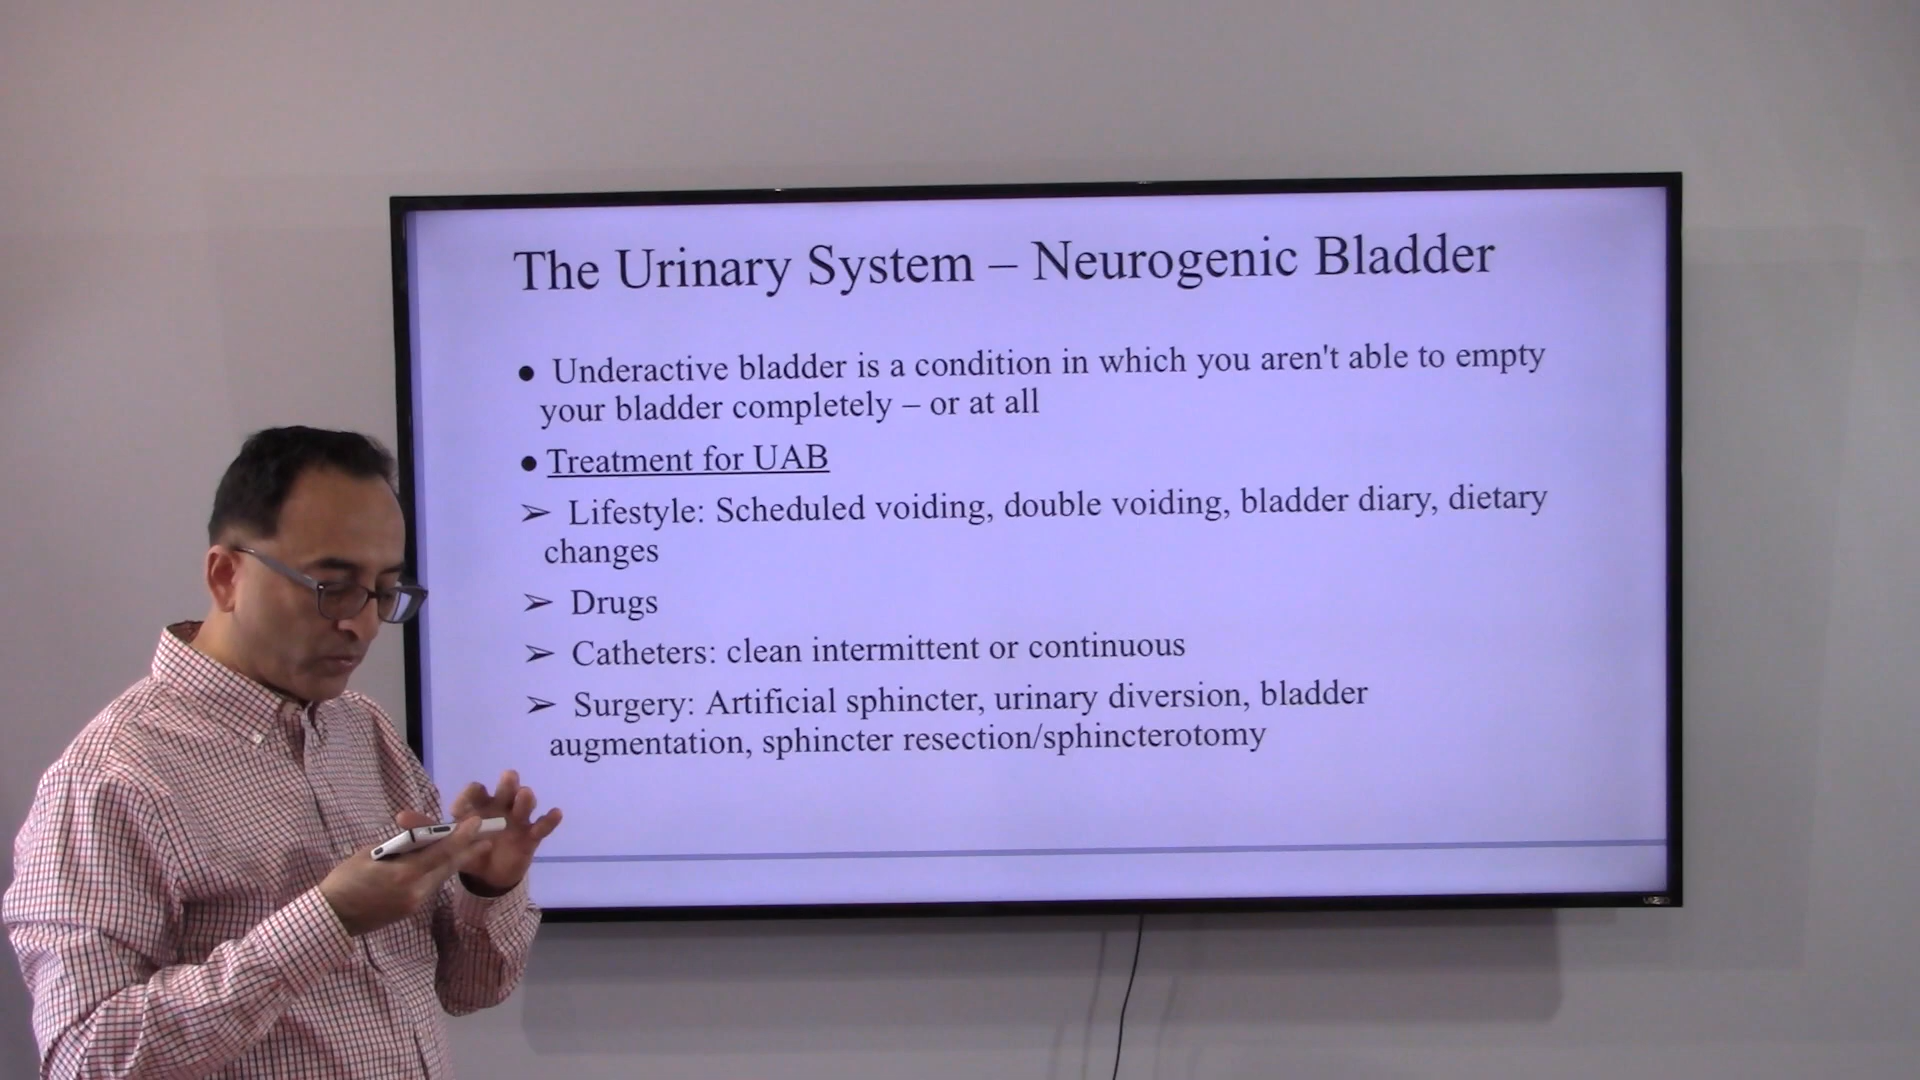 The Urinary System – Neurogenic Bladder
● Underactive bladder is a condition in which you aren't able to empty
your bladder completely – or at all
● Treatment for UAB
➢ Lifestyle: Scheduled voiding, double voiding, bladder diary, dietary
changes
➢ Drugs
➢ Catheters: clean intermittent or continuous
➢ Surgery: Artificial sphincter, urinary diversion, bladder
augmentation, sphincter resection/sphincterotomy
VIZIO